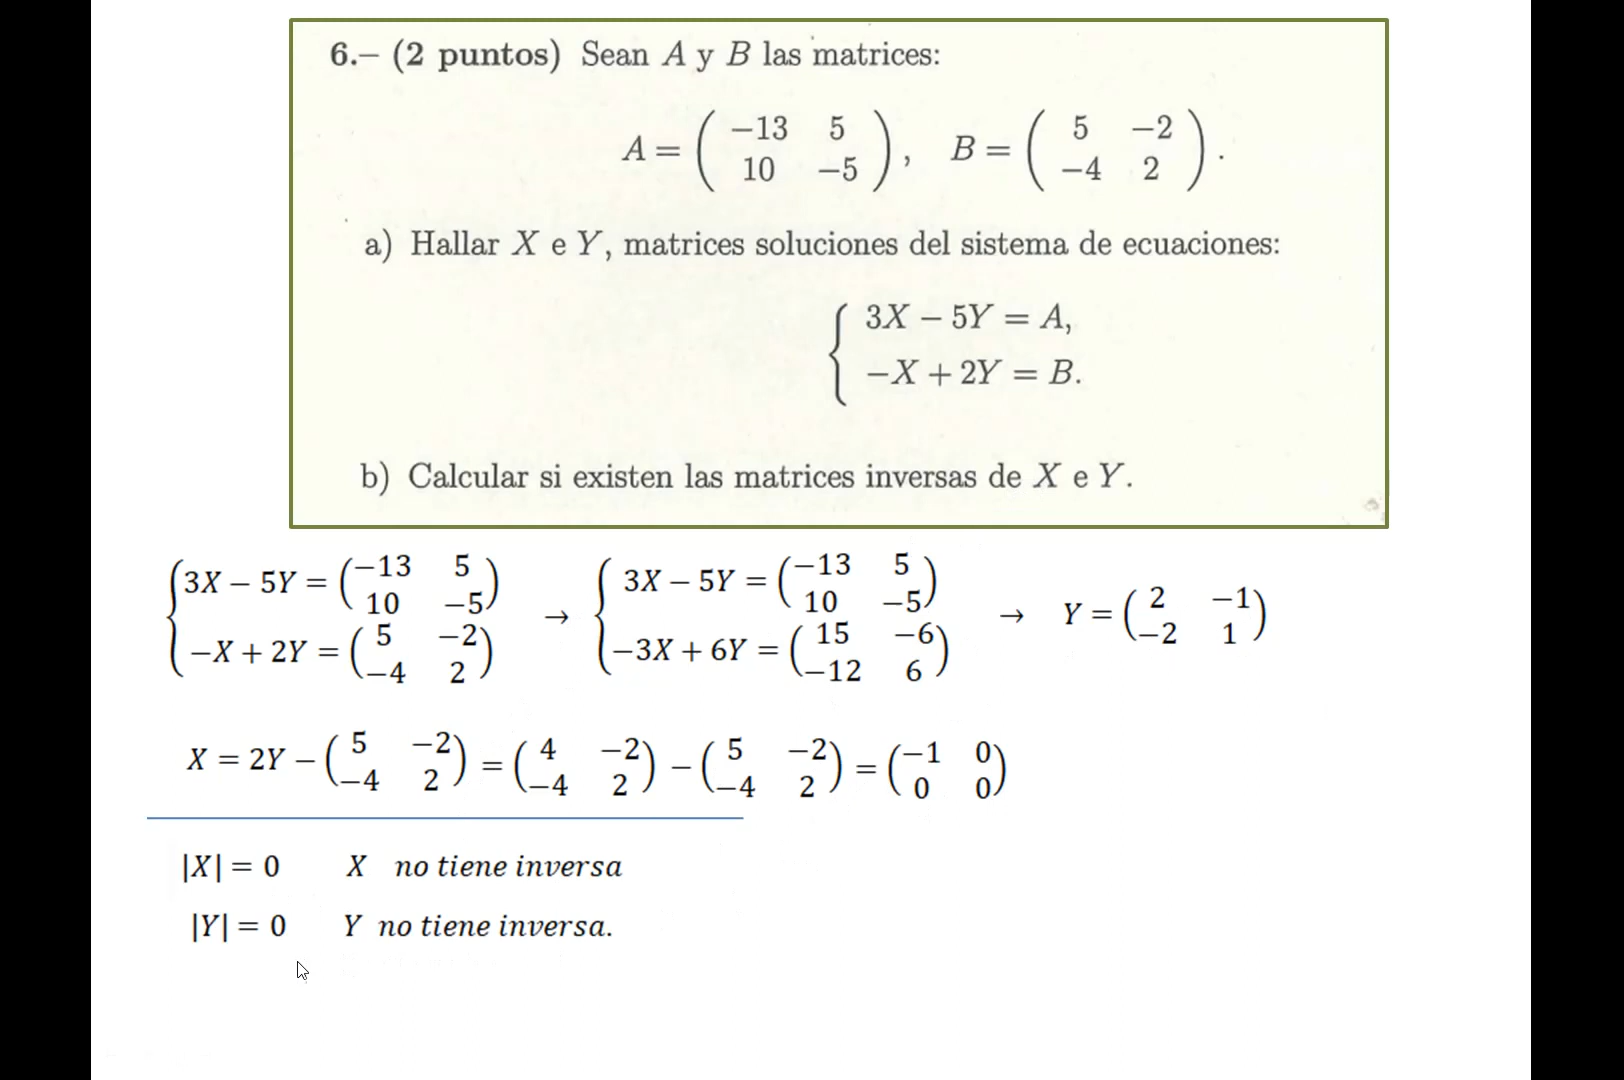 6.– (2 puntos) Sean A y B las matrices:
A = ( −13 5 ; 10 −5 ), B = ( 5 −2 ; −4 2 ).
a) Hallar X e Y, matrices soluciones del sistema de ecuaciones:
3X − 5Y = A,
−X + 2Y = B.
b) Calcular si existen las matrices inversas de X e Y.
{ 3X − 5Y = ( −13 5 ; 10 −5 ) ; −X + 2Y = ( 5 −2 ; −4 2 ) → { 3X − 5Y = ( −13 5 ; 10 −5 ) ; −3X + 6Y = ( 15 −6 ; −12 6 ) → Y = ( 2 −1 ; −2 1 )
X = 2Y − ( 5 −2 ; −4 2 ) = ( 4 −2 ; −4 2 ) − ( 5 −2 ; −4 2 ) = ( −1 0 ; 0 0 )
|X| = 0 X no tiene inversa
|Y| = 0 Y no tiene inversa.